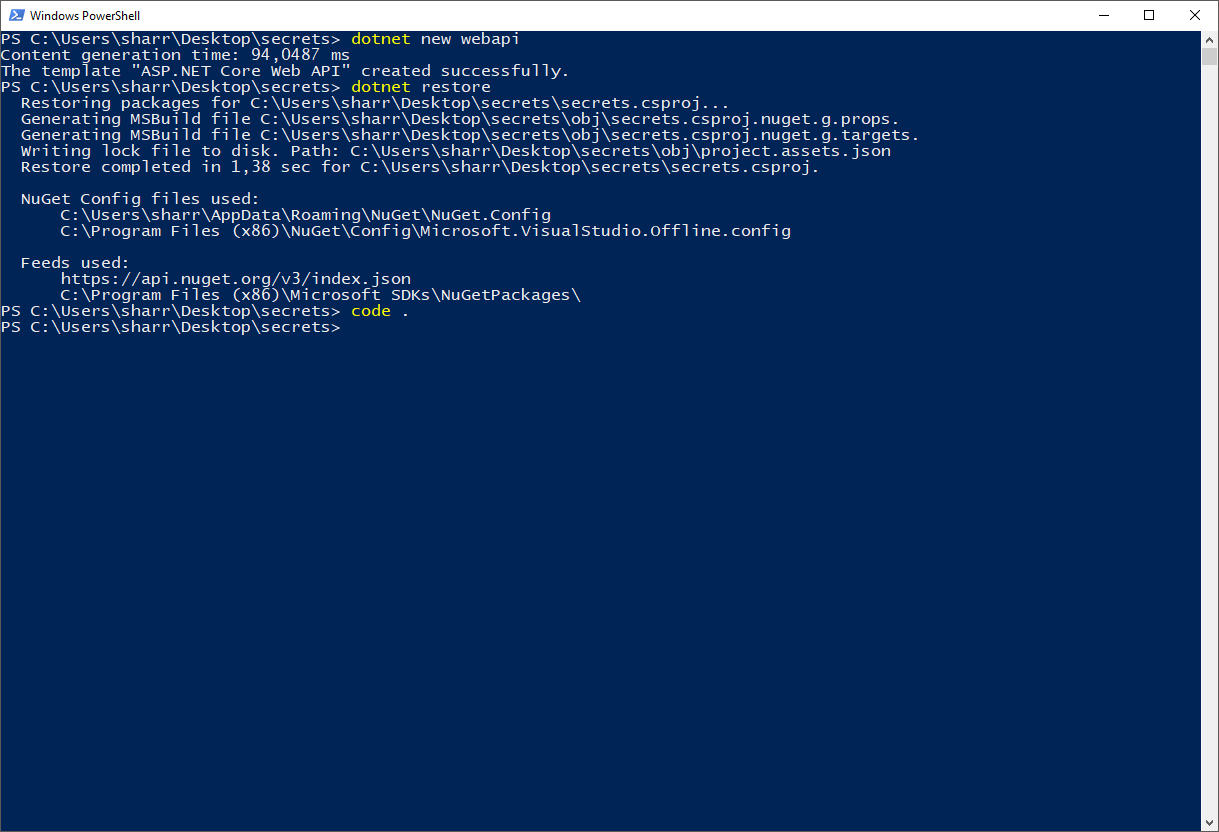 Windows PowerShell
PS C:\Users\sharr\Desktop\secrets> dotnet new webapi
Content generation time: 94,0487 ms
The template "ASP.NET Core Web API" created successfully.
PS C:\Users\sharr\Desktop\secrets> dotnet restore
  Restoring packages for C:\Users\sharr\Desktop\secrets\secrets.csproj...
  Generating MSBuild file C:\Users\sharr\Desktop\secrets\obj\secrets.csproj.nuget.g.props.
  Generating MSBuild file C:\Users\sharr\Desktop\secrets\obj\secrets.csproj.nuget.g.targets.
  Writing lock file to disk. Path: C:\Users\sharr\Desktop\secrets\obj\project.assets.json
  Restore completed in 1,38 sec for C:\Users\sharr\Desktop\secrets\secrets.csproj.
  NuGet Config files used:
      C:\Users\sharr\AppData\Roaming\NuGet\NuGet.Config
      C:\Program Files (x86)\NuGet\Config\Microsoft.VisualStudio.Offline.config
  Feeds used:
      https://api.nuget.org/v3/index.json
      C:\Program Files (x86)\Microsoft SDKs\NuGetPackages\
PS C:\Users\sharr\Desktop\secrets> code .
PS C:\Users\sharr\Desktop\secrets>